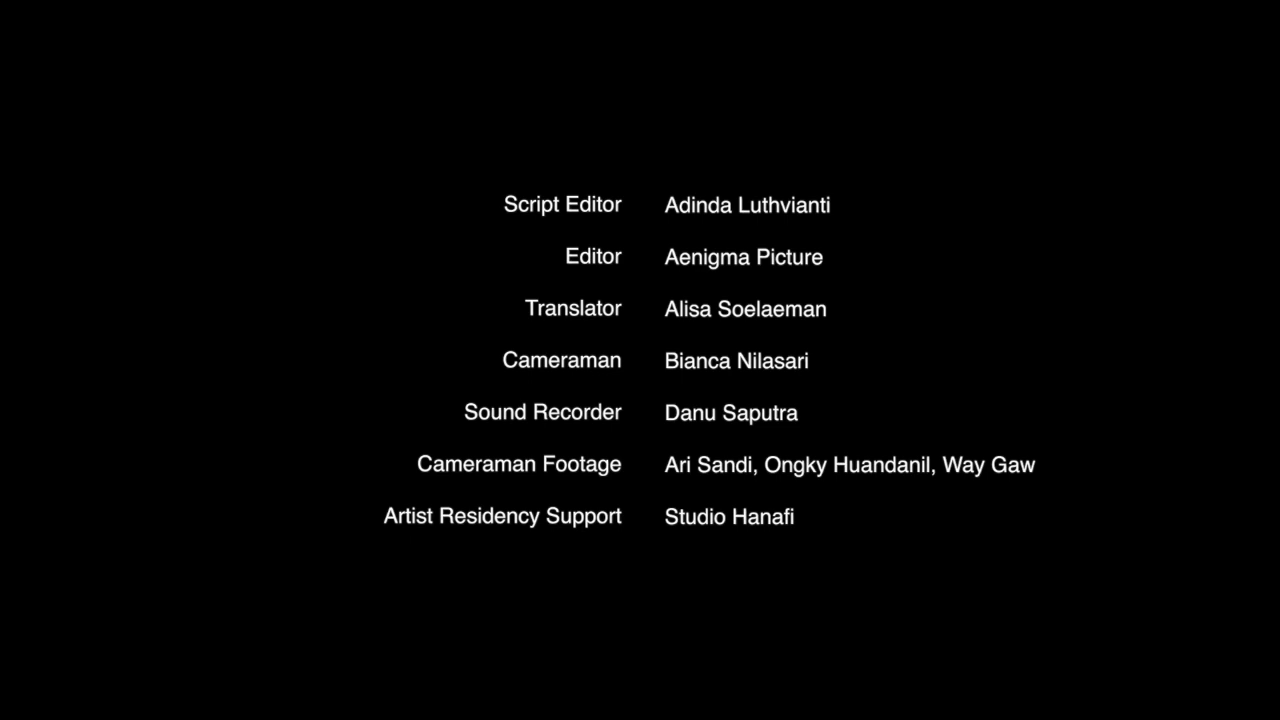 Script Editor Adinda Luthvianti
Editor Aenigma Picture
Translator Alisa Soelaeman
Cameraman Bianca Nilasari
Sound Recorder Danu Saputra
Cameraman Footage Ari Sandi, Ongky Huandanil, Way Gaw
Artist Residency Support Studio Hanafi